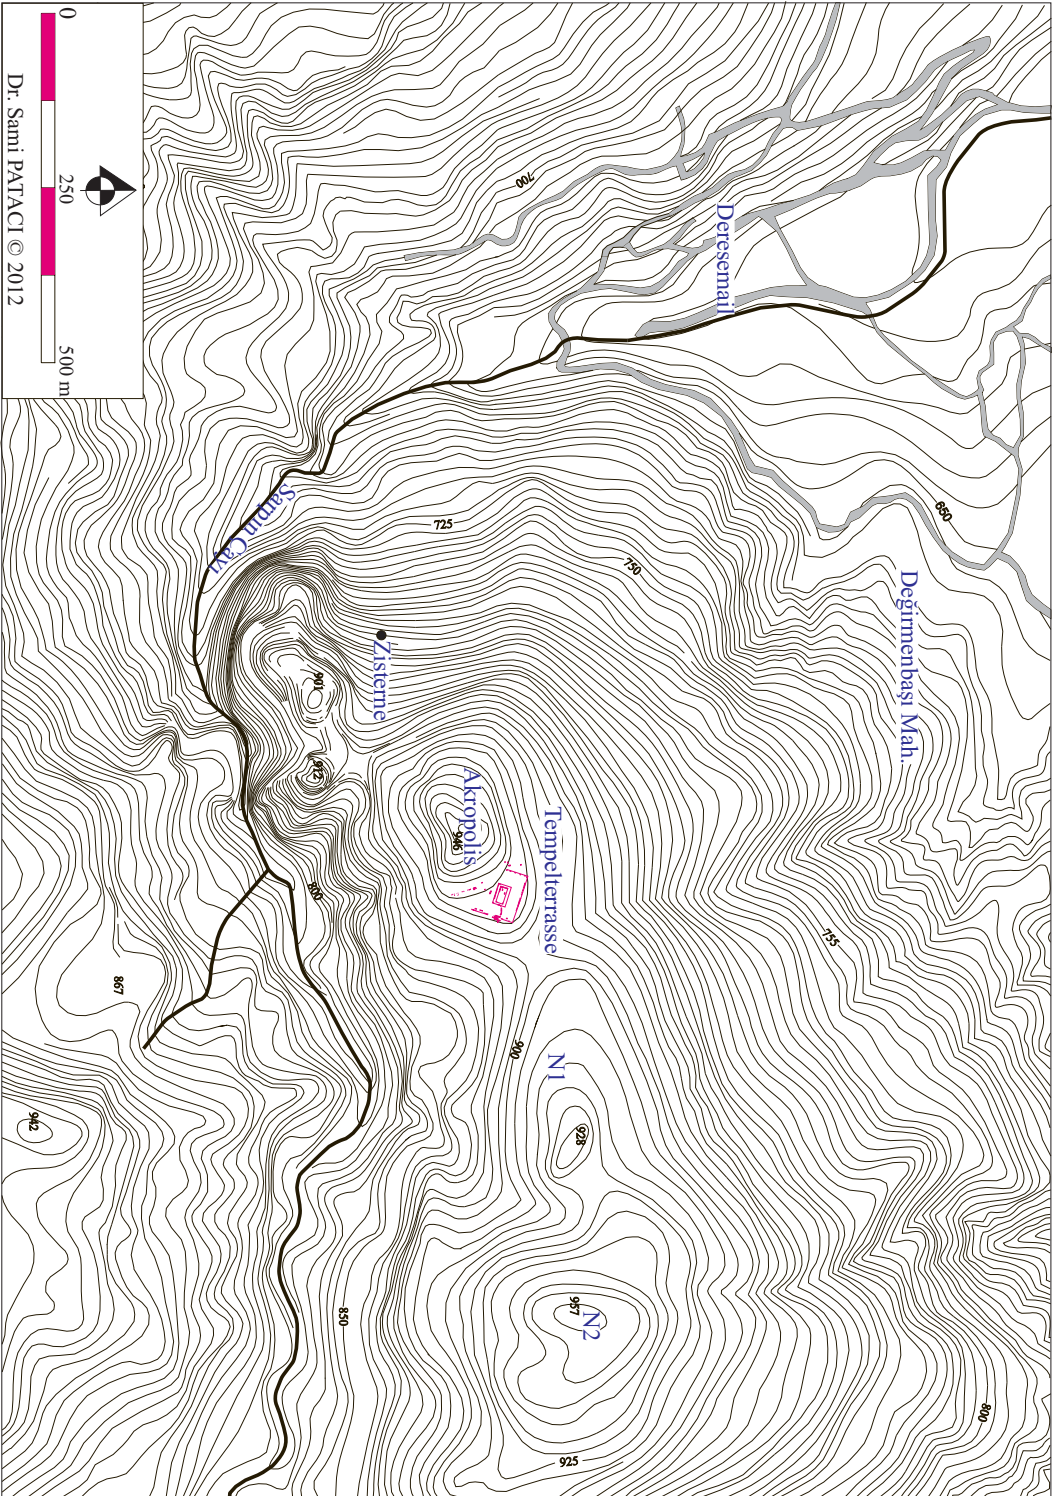 0
250
500 m
Dr. Sami PATACI © 2012
Deresemail
700
650
Değirmenbaşı Mah.
725
750
Sarpın Çayı
Zisterne
901
912
Akropolis
946
Tempelterrasse
800
755
867
900
N1
928
942
N2
957
850
800
925